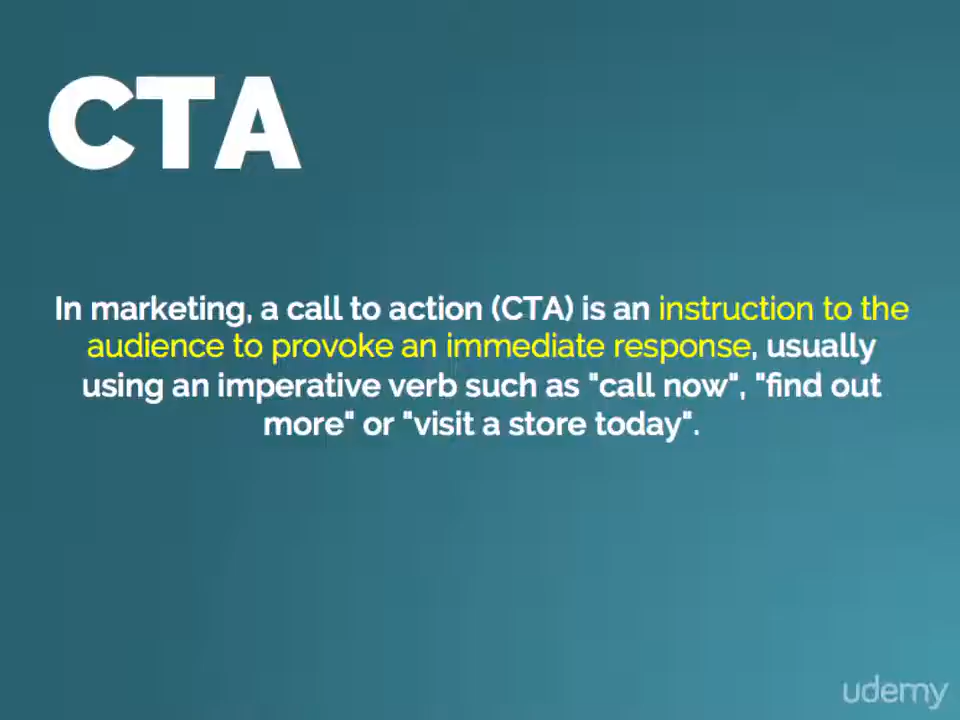 CTA
In marketing, a call to action (CTA) is an instruction to the
audience to provoke an immediate response, usually
using an imperative verb such as "call now", "find out
more" or "visit a store today".
udemy